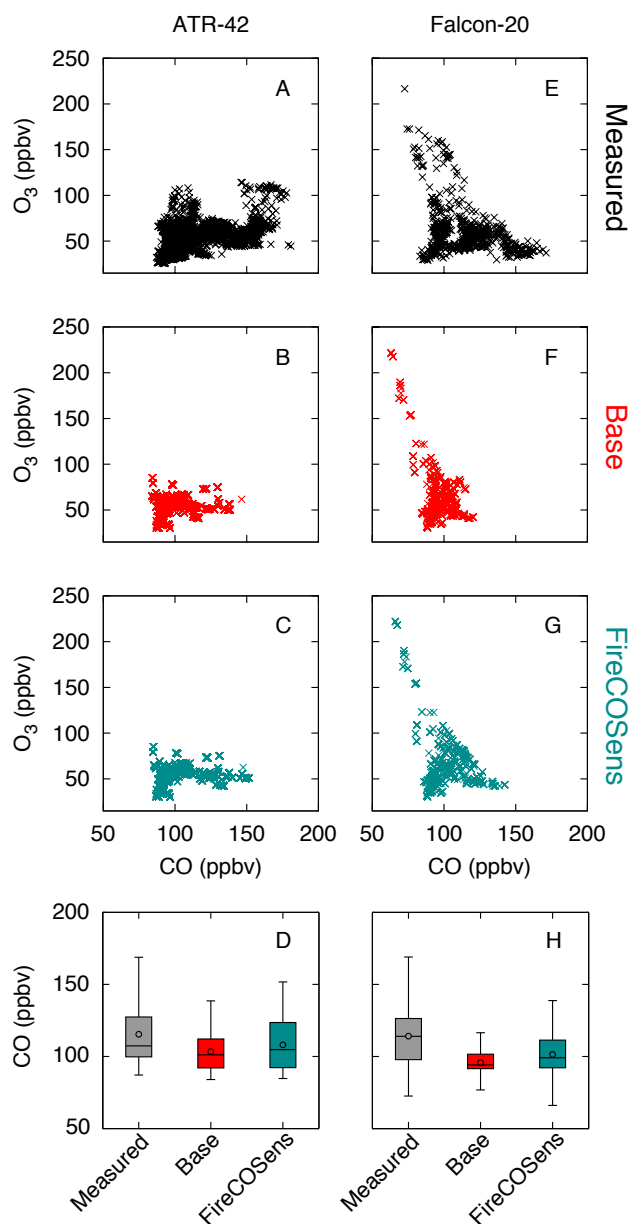 ATR-42 Falcon-20
250
200
150
100
50
O3 (ppbv)
A
E
Measured
250
200
150
100
50
O3 (ppbv)
B
F
Base
250
200
150
100
50
O3 (ppbv)
C
G
FireCOSens
50 100 150 200
50 100 150 200
CO (ppbv) CO (ppbv)
200
150
100
50
CO (ppbv)
D
H
Measured
Base
FireCOSens
Measured
Base
FireCOSens